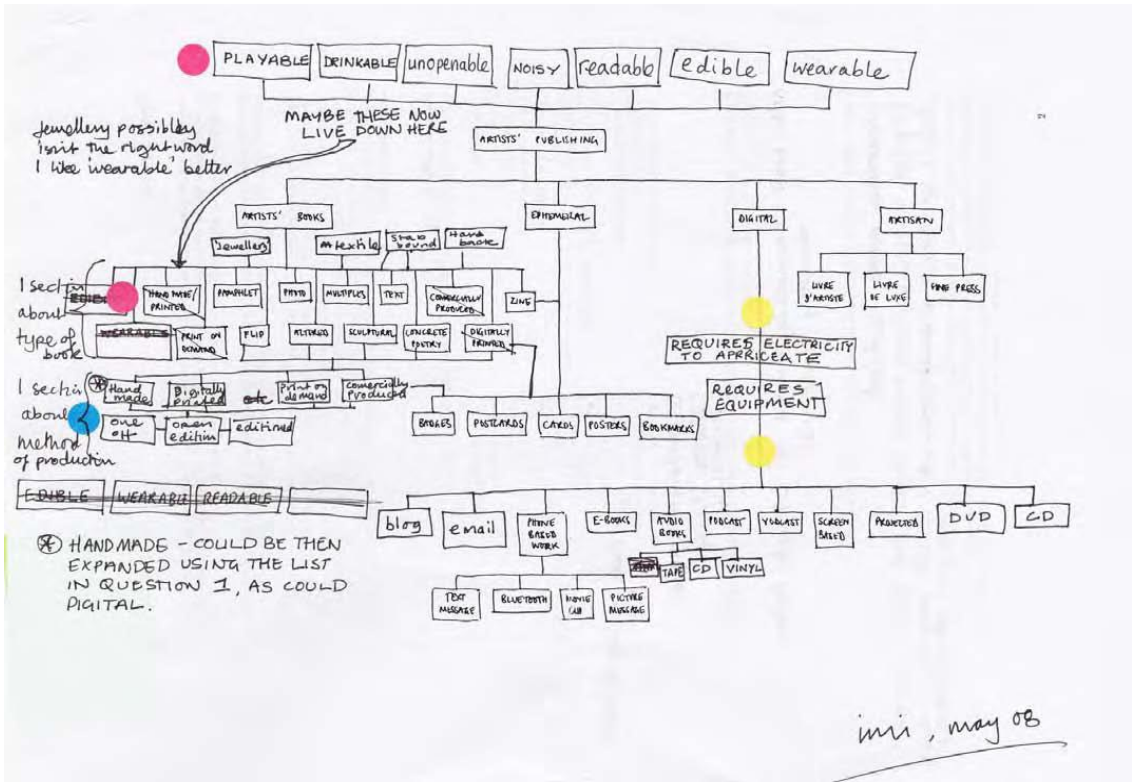 PLAYABLE DRINKABLE unopenable NOISY readable edible wearable
MAYBE THESE NOW
LIVE DOWN HERE
Jewellery possibley
isn't the right word
I like 'wearable' better
ARTISTS' PUBLISHING
ARTISTS' BOOKS EPHEMERAL DIGITAL ARTISAN
Jewellery textile Stab bound Hand
LIVRE D'ARTISTE LIVRE DE LUXE FINE PRESS
1 section
about
type of
book
EDIBLE HAND MADE/ PRINTED PAMPHLET PHOTO MULTIPLES TEXT COMERCIALLY PRODUCED ZINE
WEARABLE PRINT ON DEMAND FLIP ALTERED SCULPTURAL CONCRETE POETRY DIGITALLY PRINTED
REQUIRES ELECTRICITY
TO APPRICEATE
REQUIRES
EQUIPMENT
1 section
about
method
of production
Hand made Digitally printed etc Print on demand Comercially Produced
one off open edition editioned
BADGES POSTCARDS CARDS POSTERS BOOKMARKS
EDIBLE WEARABLE READABLE
blog email PHONE BASED WORK E-BOOKS AUDIO BOOKS PODCAST VODCAST SCREEN BASED PROJECTED DVD CD
TAPE CD VINYL
TEXT MESSAGE BLUETOOTH MOVIE PICTURE MESSAGE
HANDMADE - COULD BE THEN
EXPANDED USING THE LIST
IN QUESTION 1, AS COULD
DIGITAL.
imi, may 08